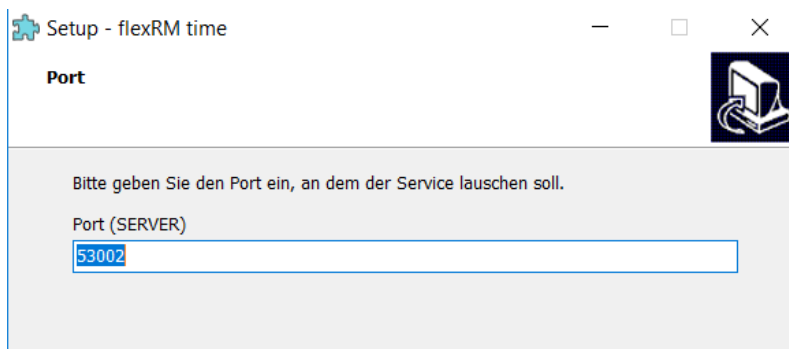 Setup - flexRM time
Port
Bitte geben Sie den Port ein, an dem der Service lauschen soll.
Port (SERVER)
53002